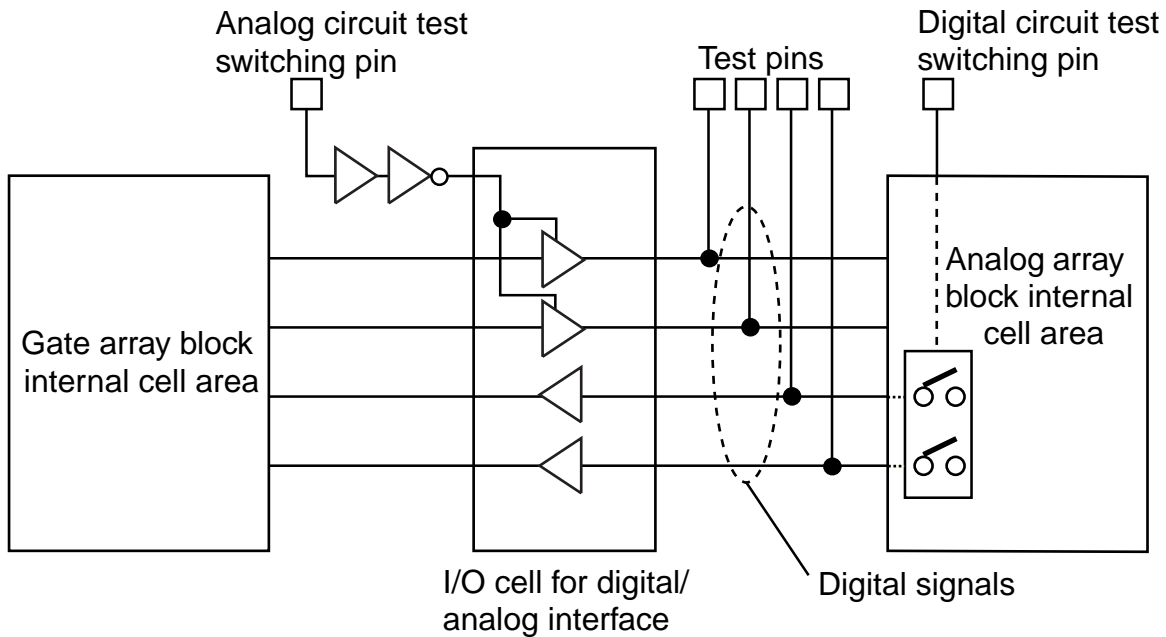 Analog circuit test
switching pin
Test pins
Digital circuit test
switching pin
Gate array block
internal cell area
Analog array
block internal
cell area
I/O cell for digital/
analog interface
Digital signals